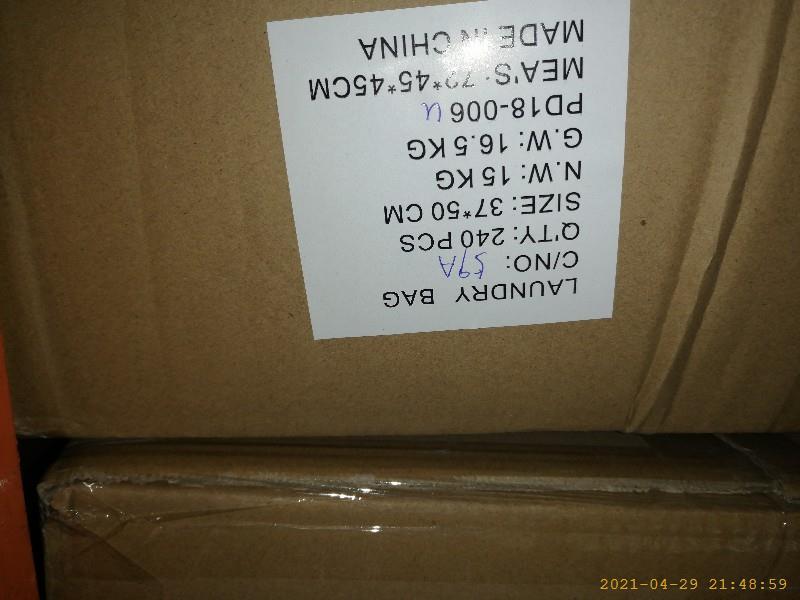 LAUNDRY BAG
C/NO: 59A
Q'TY: 240 PCS
SIZE: 37*50 CM
N.W: 15 KG
G.W: 16.5 KG
PD18-006 u
MEA'S: 72*45*45CM
MADE IN CHINA
2021-04-29 21:48:59